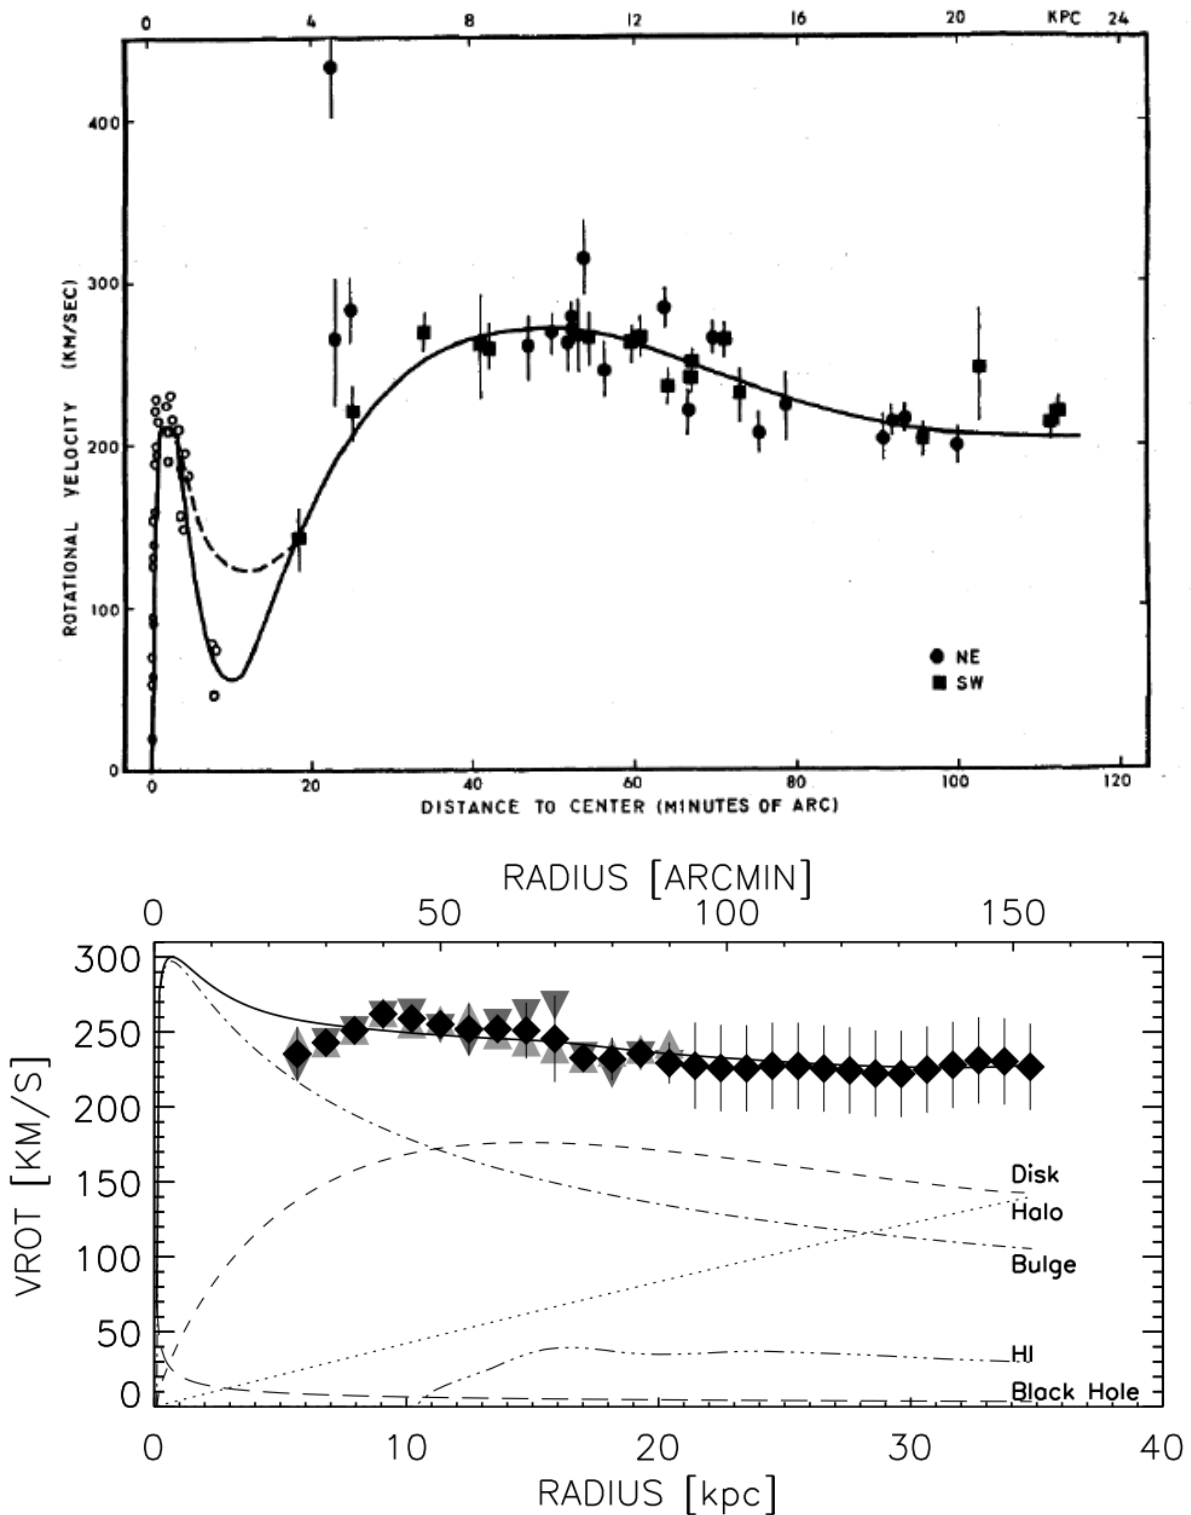 0 4 8 12 16 20 KPC 24
400
300
200
100
0
ROTATIONAL VELOCITY (KM/SEC)
NE
SW
0 20 40 60 80 100 120
DISTANCE TO CENTER (MINUTES OF ARC)
RADIUS [ARCMIN]
0 50 100 150
300
250
200
150
100
50
0
VROT [KM/S]
Disk
Halo
Bulge
HI
Black Hole
0 10 20 30 40
RADIUS [kpc]